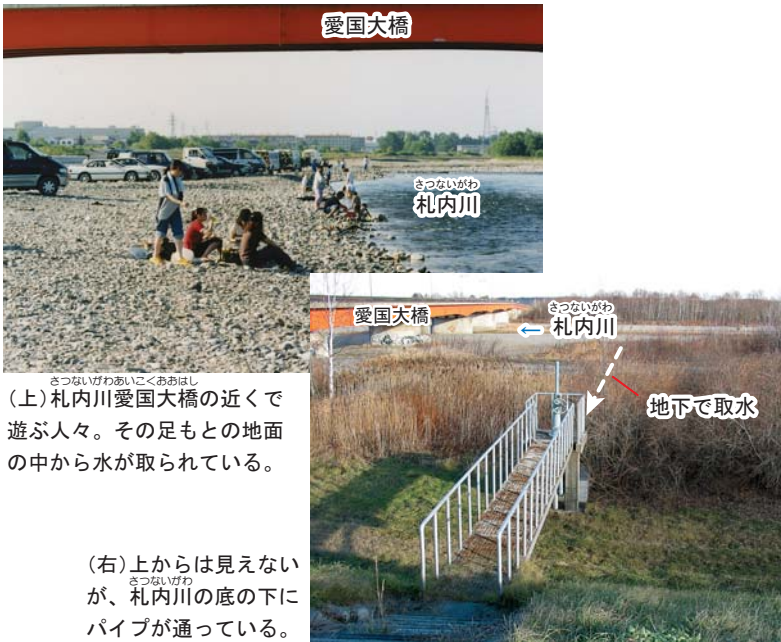 愛国大橋
さつないがわ
札内川
さつないがわあいこくおおはし
(上)札内川愛国大橋の近くで
遊ぶ人々。その足もとの地面
の中から水が取られている。
愛国大橋
さつないがわ
← 札内川
地下で取水
(右)上からは見えない
さつないがわ
が、札内川の底の下に
パイプが通っている。